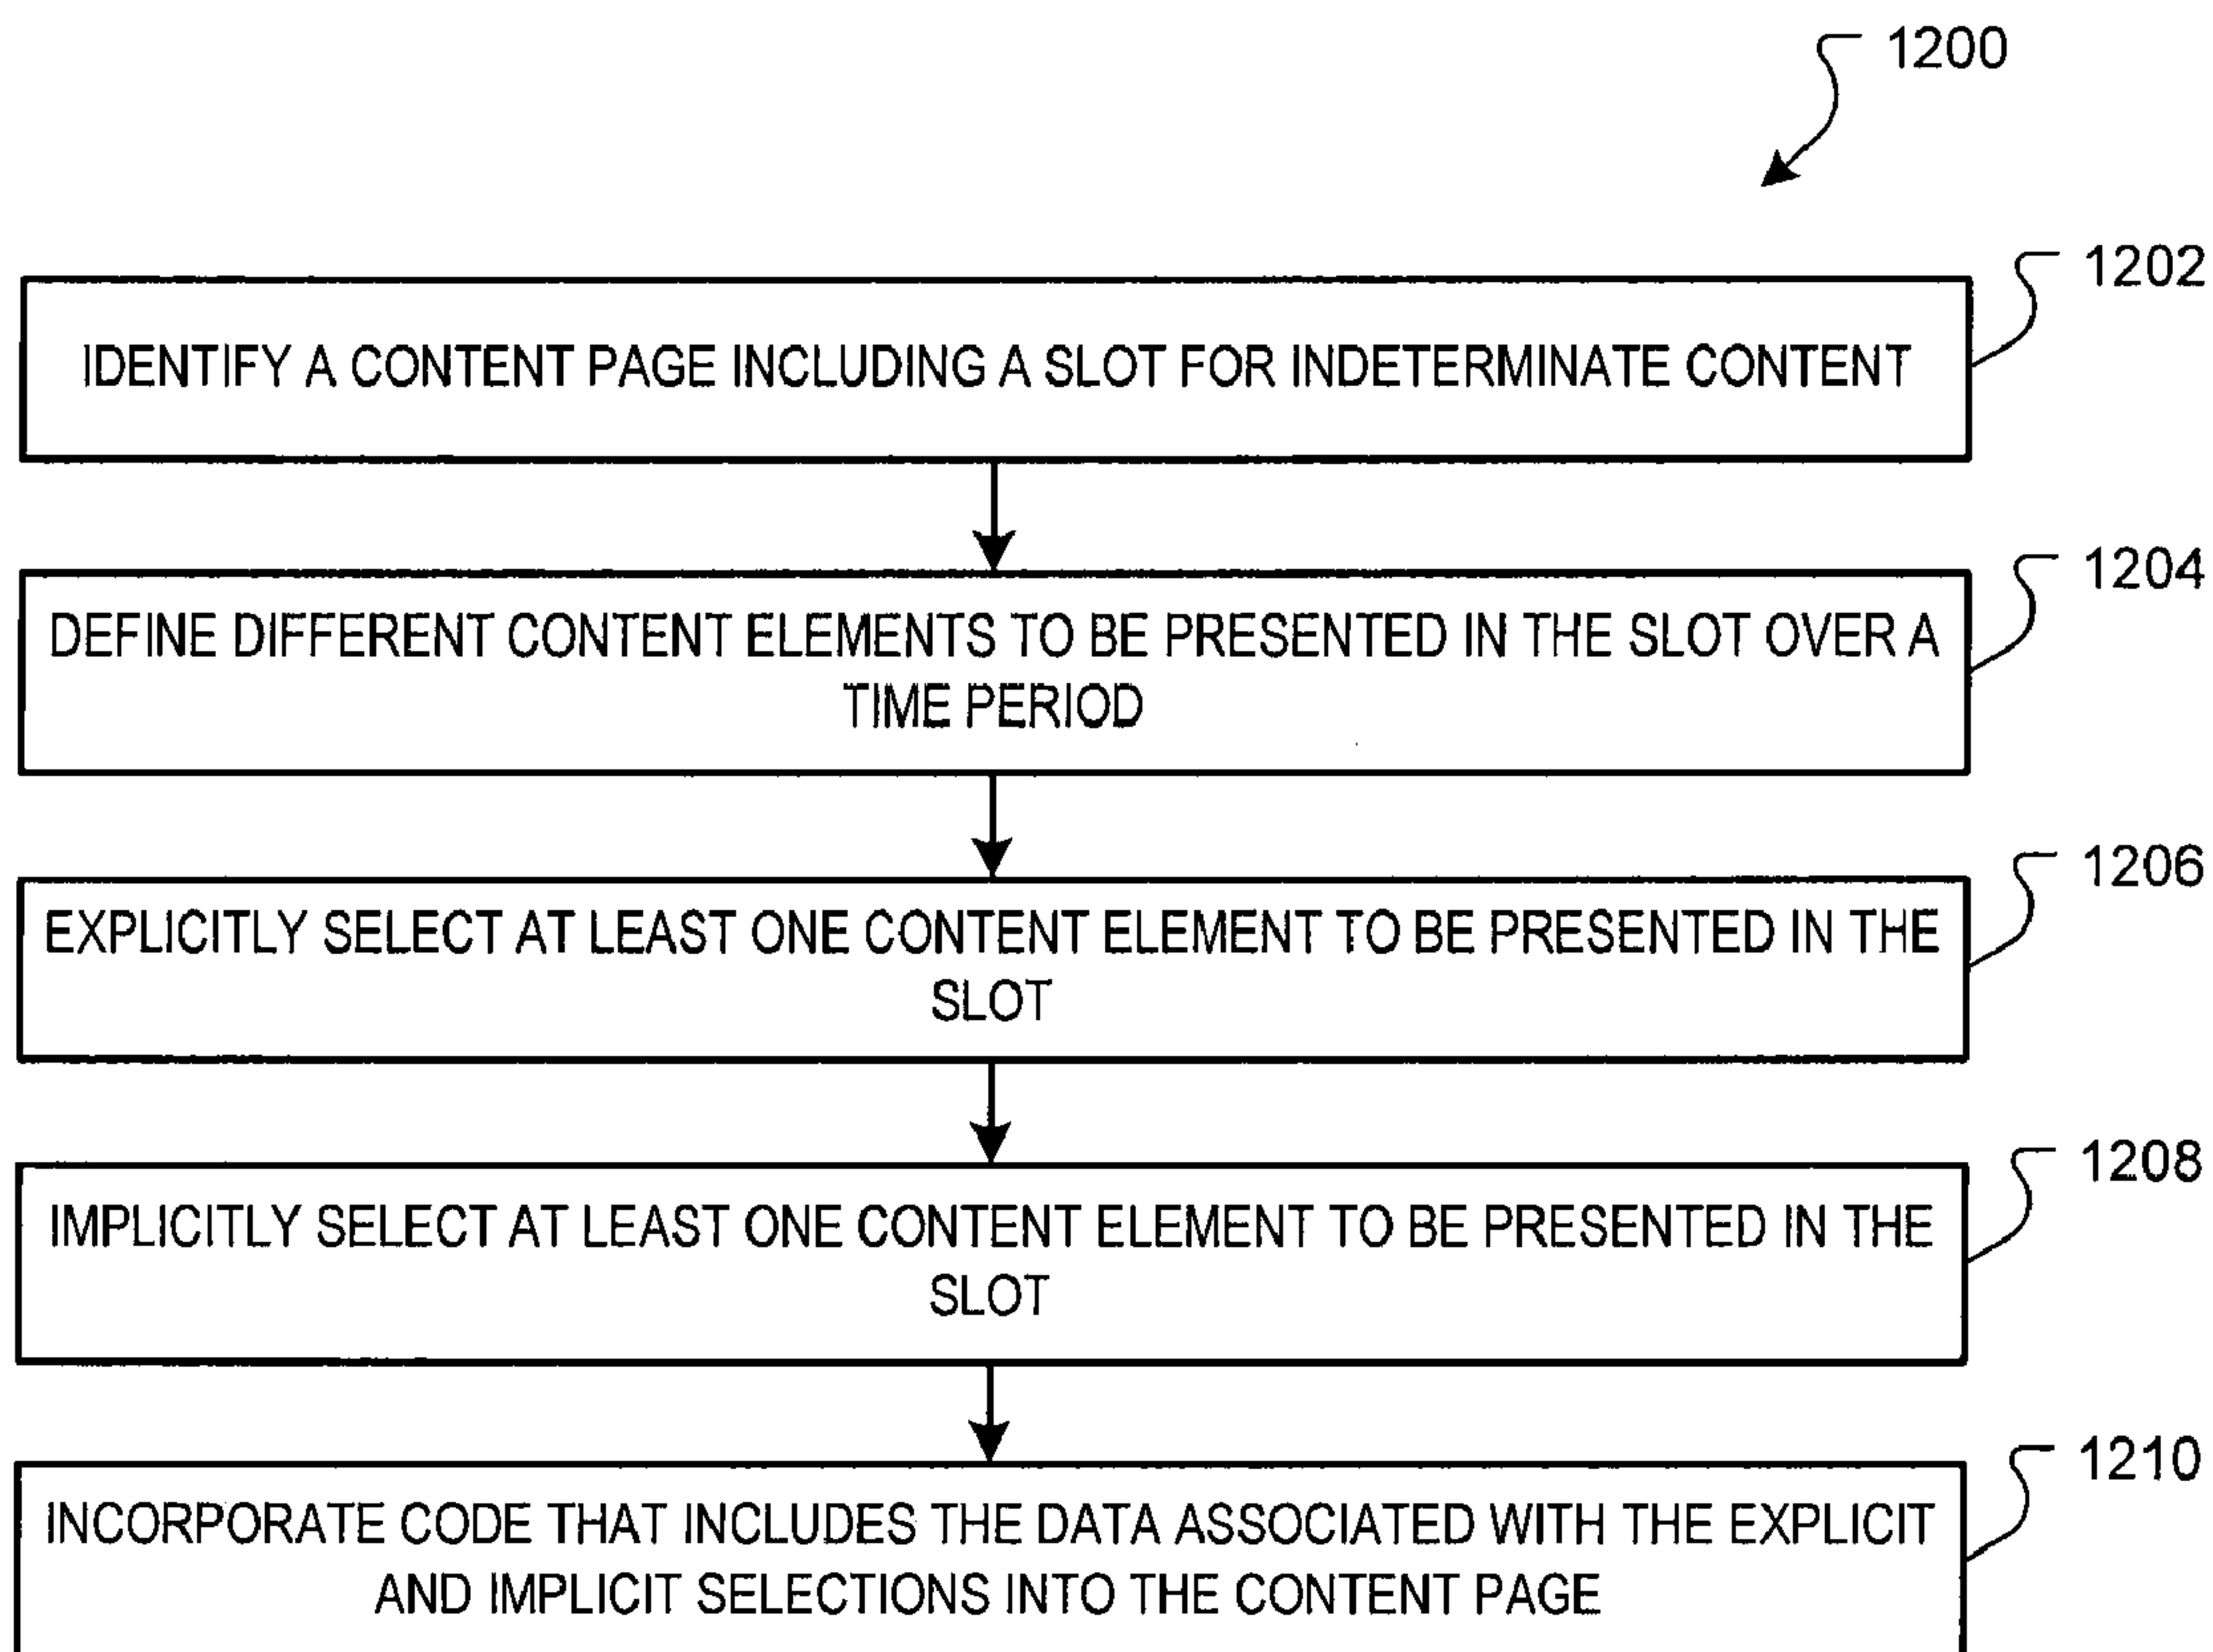 1200
1202
IDENTIFY A CONTENT PAGE INCLUDING A SLOT FOR INDETERMINATE CONTENT
1204
DEFINE DIFFERENT CONTENT ELEMENTS TO BE PRESENTED IN THE SLOT OVER A
TIME PERIOD
1206
EXPLICITLY SELECT AT LEAST ONE CONTENT ELEMENT TO BE PRESENTED IN THE
SLOT
1208
IMPLICITLY SELECT AT LEAST ONE CONTENT ELEMENT TO BE PRESENTED IN THE
SLOT
1210
INCORPORATE CODE THAT INCLUDES THE DATA ASSOCIATED WITH THE EXPLICIT
AND IMPLICIT SELECTIONS INTO THE CONTENT PAGE